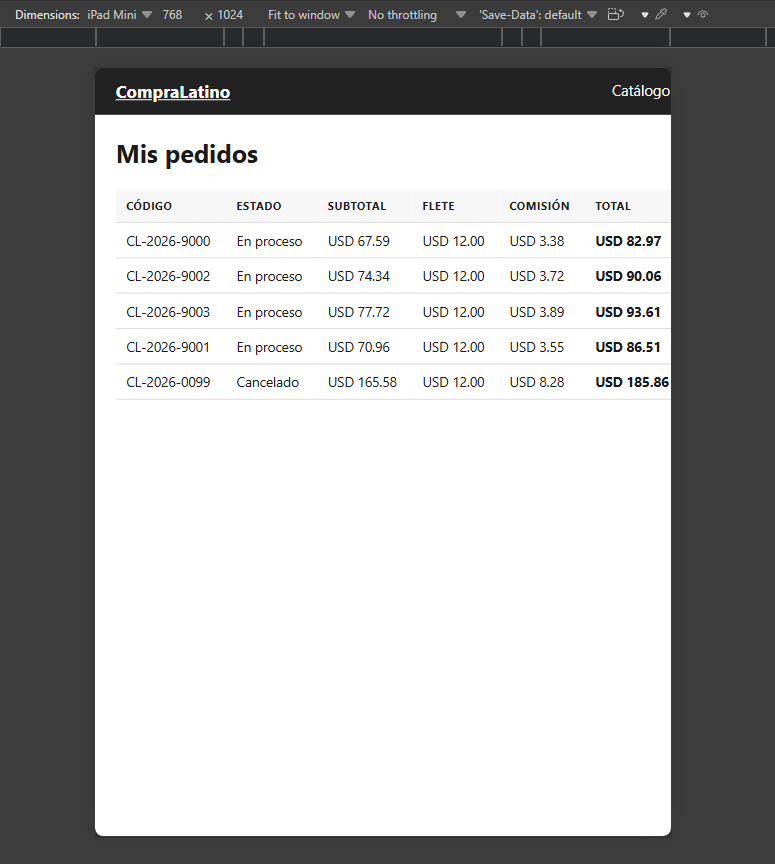 Dimensions: iPad Mini 768 × 1024 Fit to window No throttling 'Save-Data': default
CompraLatino Catálogo
Mis pedidos
CÓDIGO ESTADO SUBTOTAL FLETE COMISIÓN TOTAL
CL-2026-9000 En proceso USD 67.59 USD 12.00 USD 3.38 USD 82.97
CL-2026-9002 En proceso USD 74.34 USD 12.00 USD 3.72 USD 90.06
CL-2026-9003 En proceso USD 77.72 USD 12.00 USD 3.89 USD 93.61
CL-2026-9001 En proceso USD 70.96 USD 12.00 USD 3.55 USD 86.51
CL-2026-0099 Cancelado USD 165.58 USD 12.00 USD 8.28 USD 185.86